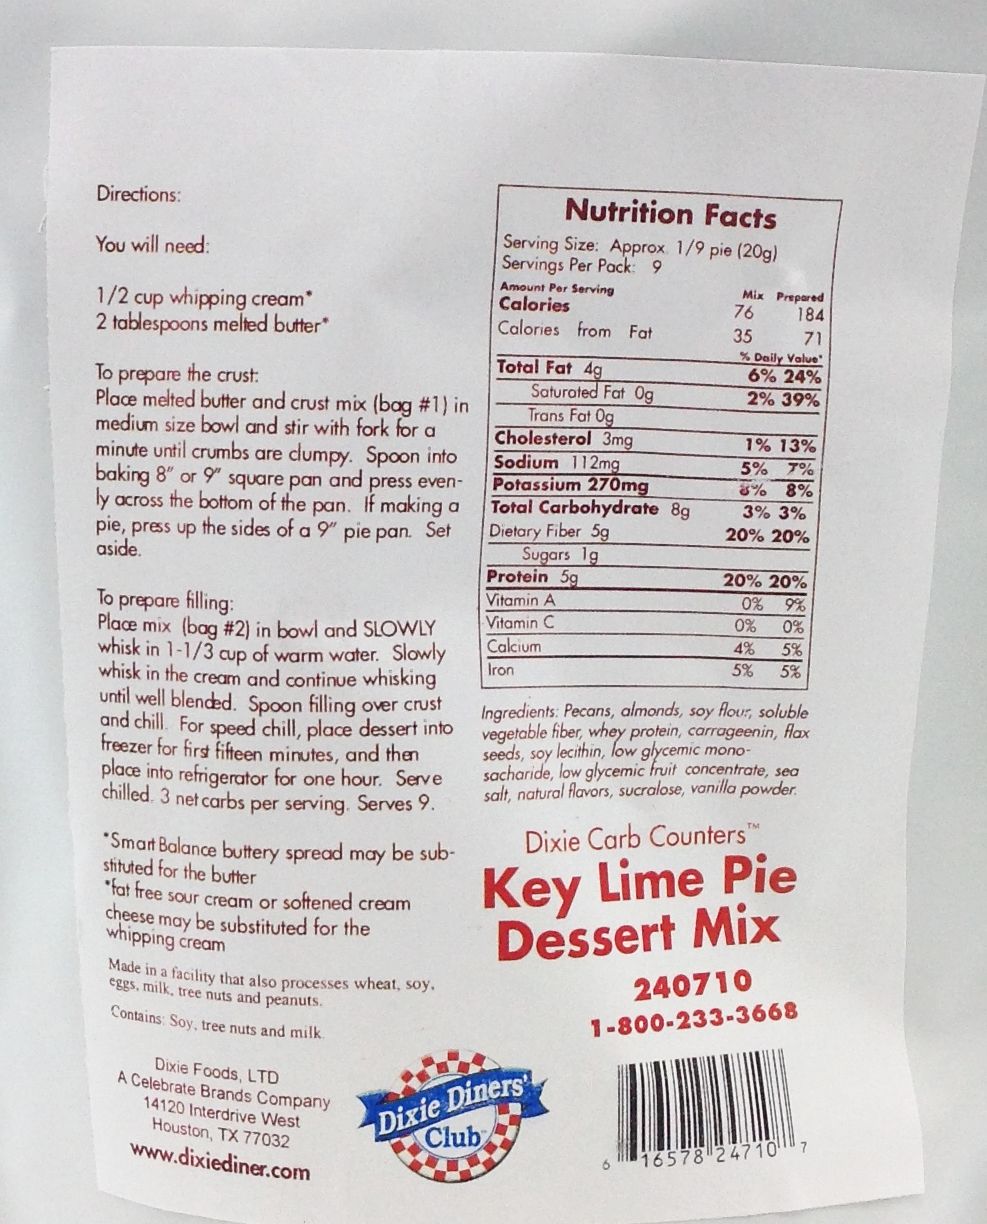 Directions:
You will need:
1/2 cup whipping cream*
2 tablespoons melted butter*
To prepare the crust:
Place melted butter and crust mix (bag #1) in
medium size bowl and stir with fork for a
minute until crumbs are clumpy. Spoon into
baking 8" or 9" square pan and press even-
ly across the bottom of the pan. If making a
pie, press up the sides of a 9" pie pan. Set
aside.
To prepare filling:
Place mix (bag #2) in bowl and SLOWLY
whisk in 1-1/3 cup of warm water. Slowly
whisk in the cream and continue whisking
until well blended. Spoon filling over crust
and chill. For speed chill, place dessert into
freezer for first fifteen minutes, and then
place into refrigerator for one hour. Serve
chilled. 3 net carbs per serving. Serves 9.
*Smart Balance buttery spread may be sub-
stituted for the butter
*fat free sour cream or softened cream
cheese may be substituted for the
whipping cream
Made in a facility that also processes wheat, soy,
eggs, milk, tree nuts and peanuts.
Contains: Soy, tree nuts and milk.
Dixie Foods, LTD
A Celebrate Brands Company
14120 Interdrive West
Houston, TX 77032
www.dixiediner.com
Nutrition Facts
Serving Size: Approx. 1/9 pie (20g)
Servings Per Pack: 9
Amount Per Serving Mix Prepared
Calories 76 184
Calories from Fat 35 71
% Daily Value*
Total Fat 4g 6% 24%
Saturated Fat 0g 2% 39%
Trans Fat 0g
Cholesterol 3mg 1% 13%
Sodium 112mg 5% 7%
Potassium 270mg 8% 8%
Total Carbohydrate 8g 3% 3%
Dietary Fiber 5g 20% 20%
Sugars 1g
Protein 5g 20% 20%
Vitamin A 0% 9%
Vitamin C 0% 0%
Calcium 4% 5%
Iron 5% 5%
Ingredients: Pecans, almonds, soy flour, soluble
vegetable fiber, whey protein, carrageenin, flax
seeds, soy lecithin, low glycemic mono-
sacharide, low glycemic fruit concentrate, sea
salt, natural flavors, sucralose, vanilla powder.
Dixie Carb Counters™
Key Lime Pie
Dessert Mix
240710
1-800-233-3668
Dixie Diners'
Club
6 16578 24710 7